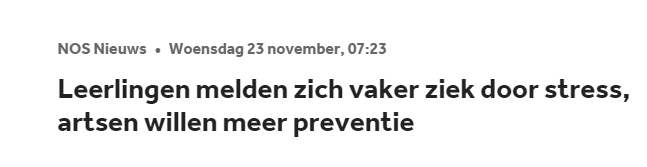 NOS Nieuws • Woensdag 23 november, 07:23
Leerlingen melden zich vaker ziek door stress,
artsen willen meer preventie